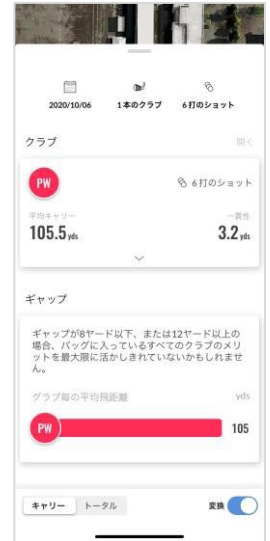 2020/10/06 1本のクラブ 6打のショット
クラブ 開く
PW 6打のショット
平均キャリー 一貫性
105.5 yds 3.2 yds
ギャップ
ギャップが8ヤード以下、または12ヤード以上の
場合、バッグに入っているすべてのクラブのメリ
ットを最大限に活かしきれていないかもしれませ
ん。
クラブ毎の平均飛距離 yds
PW 105
キャリー トータル 変換